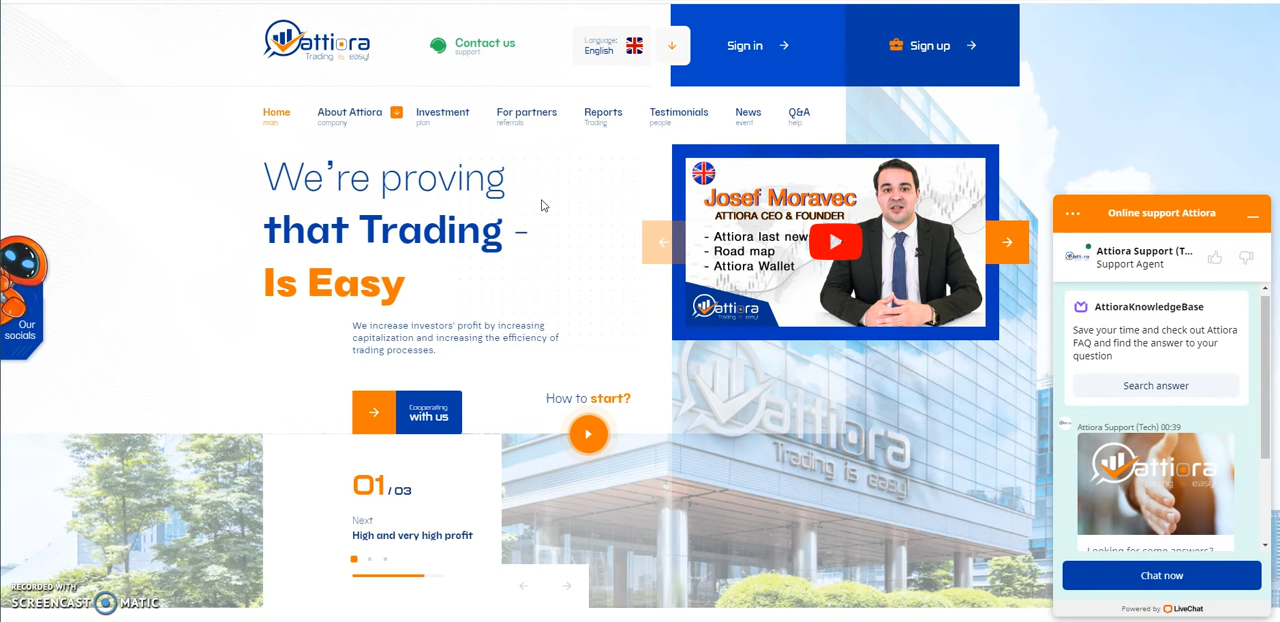 attiora
Trading is easy!
Contact us
support
Language:
English
Sign in
Sign up
Home
main
About Attiora
company
Investment
plan
For partners
referrals
Reports
Trading
Testimonials
people
News
event
Q&A
help
We're proving
that Trading -
Is Easy
We increase investors' profit by increasing
capitalization and increasing the efficiency of
trading processes.
Cooperating
with us
How to start?
01 / 03
Next
High and very high profit
Our
socials
Josef Moravec
ATTIORA CEO & FOUNDER
- Attiora last new
- Road map
- Attiora Wallet
attiora
Trading is easy!
attiora
Trading is easy!
Online support Attiora
Attiora Support (T...
Support Agent
AttioraKnowledgeBase
Save your time and check out Attiora
FAQ and find the answer to your
question
Search answer
Attiora Support (Tech) 00:39
attiora
Trading easy!
Looking for some answers?
Chat now
Powered by LiveChat
RECORDED WITH
SCREENCAST MATIC